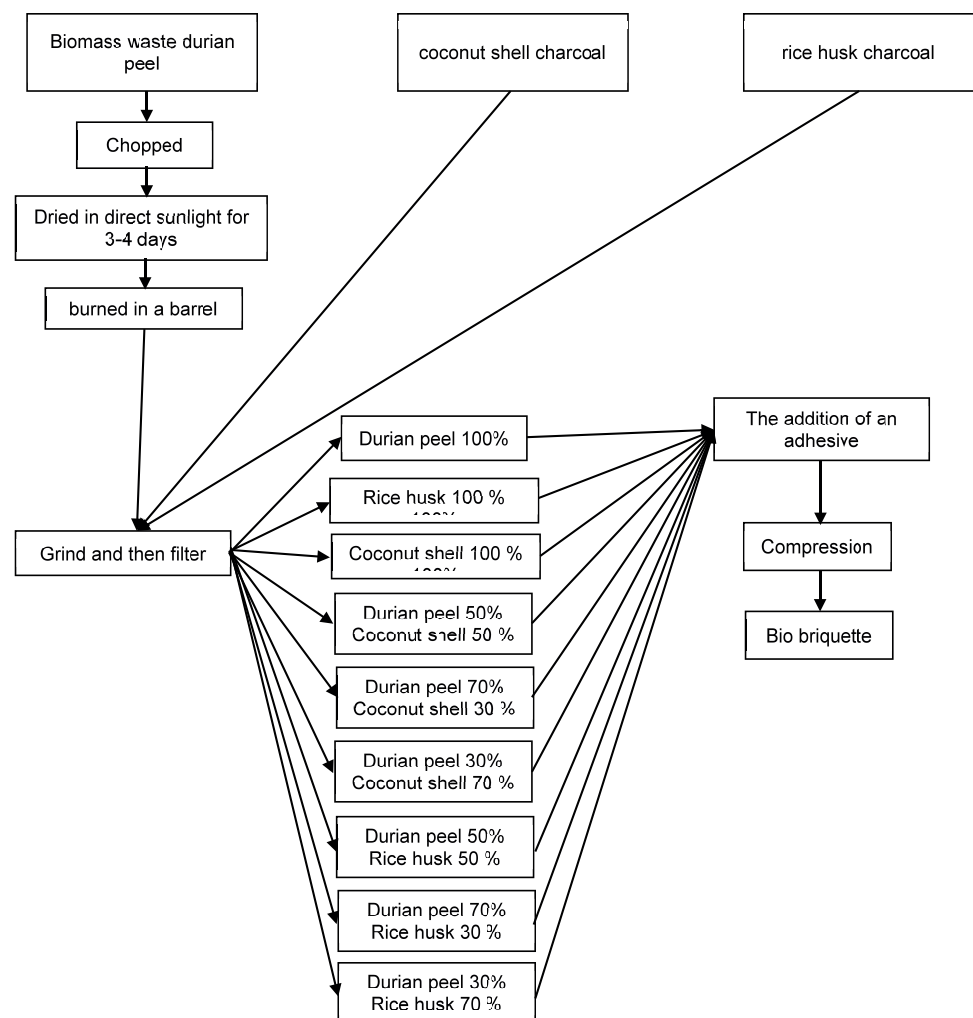 Biomass waste durian
peel
coconut shell charcoal
rice husk charcoal
Chopped
Dried in direct sunlight for
3-4 days
burned in a barrel
Grind and then filter
Durian peel 100%
Rice husk 100 %
Coconut shell 100 %
Durian peel 50%
Coconut shell 50 %
Durian peel 70%
Coconut shell 30 %
Durian peel 30%
Coconut shell 70 %
Durian peel 50%
Rice husk 50 %
Durian peel 70%
Rice husk 30 %
Durian peel 30%
Rice husk 70 %
The addition of an
adhesive
Compression
Bio briquette